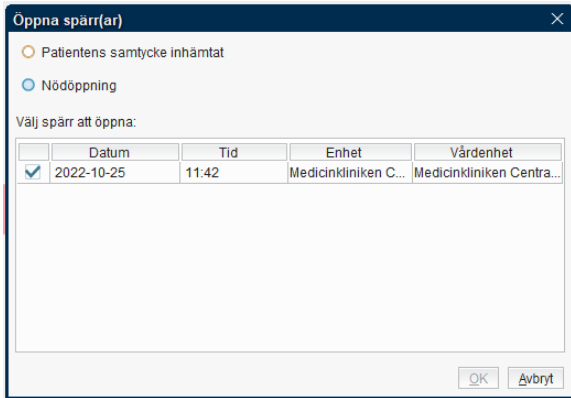 Öppna spärr(ar)
Patientens samtycke inhämtat
Nödöppning
Välj spärr att öppna:
Datum Tid Enhet Vårdenhet
2022-10-25 11:42 Medicinkliniken C... Medicinkliniken Centra...
OK Avbryt